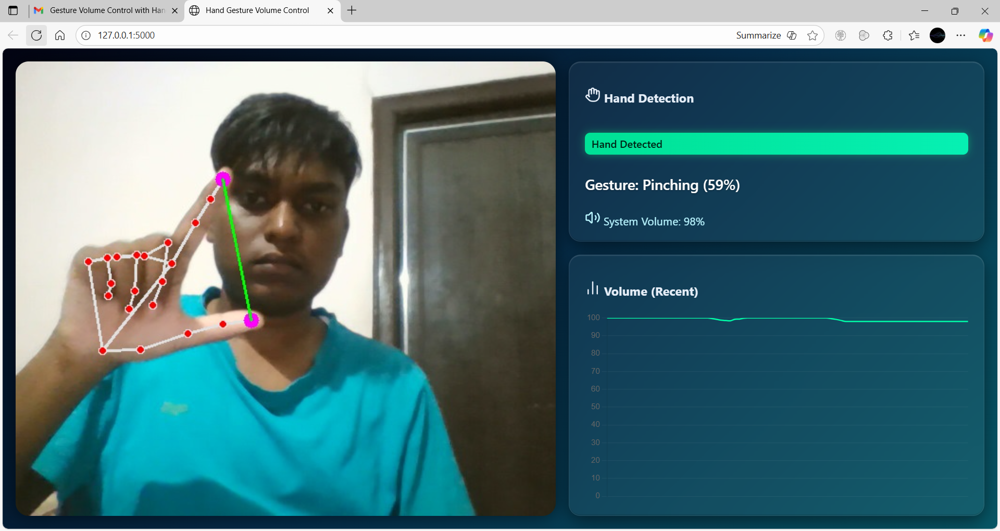 Gesture Volume Control with Han
Hand Gesture Volume Control
127.0.0.1:5000
Summarize
Hand Detection
Hand Detected
Gesture: Pinching (59%)
System Volume: 98%
Volume (Recent)
100
90
80
70
60
50
40
30
20
10
0